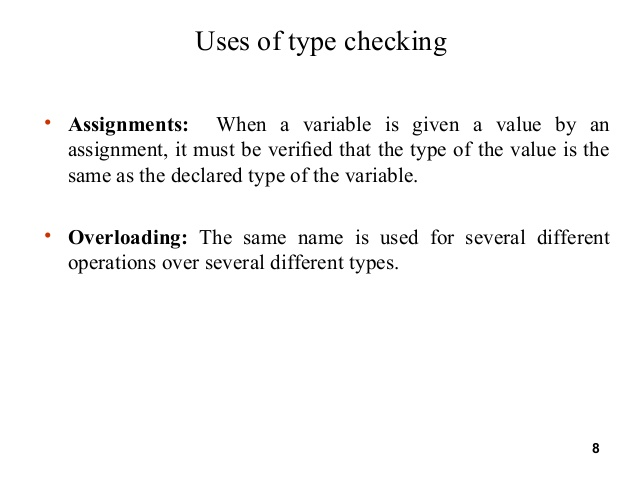 Uses of type checking
• Assignments: When a variable is given a value by an
assignment, it must be verified that the type of the value is the
same as the declared type of the variable.
• Overloading: The same name is used for several different
operations over several different types.
8